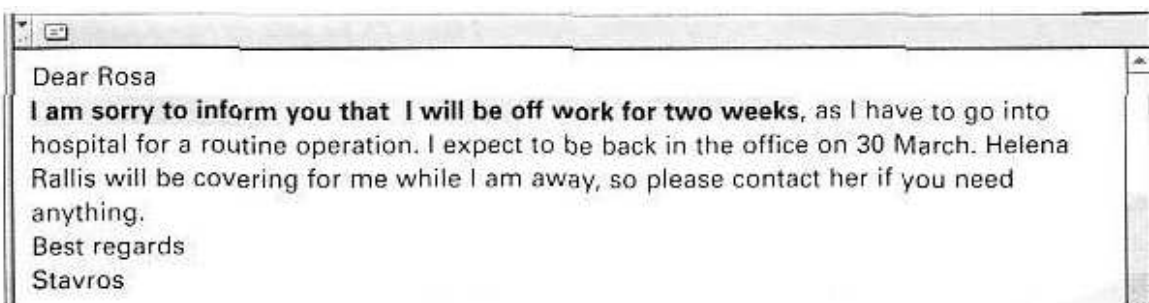 Dear Rosa
I am sorry to inform you that I will be off work for two weeks, as I have to go into
hospital for a routine operation. I expect to be back in the office on 30 March. Helena
Rallis will be covering for me while I am away, so please contact her if you need
anything.
Best regards
Stavros